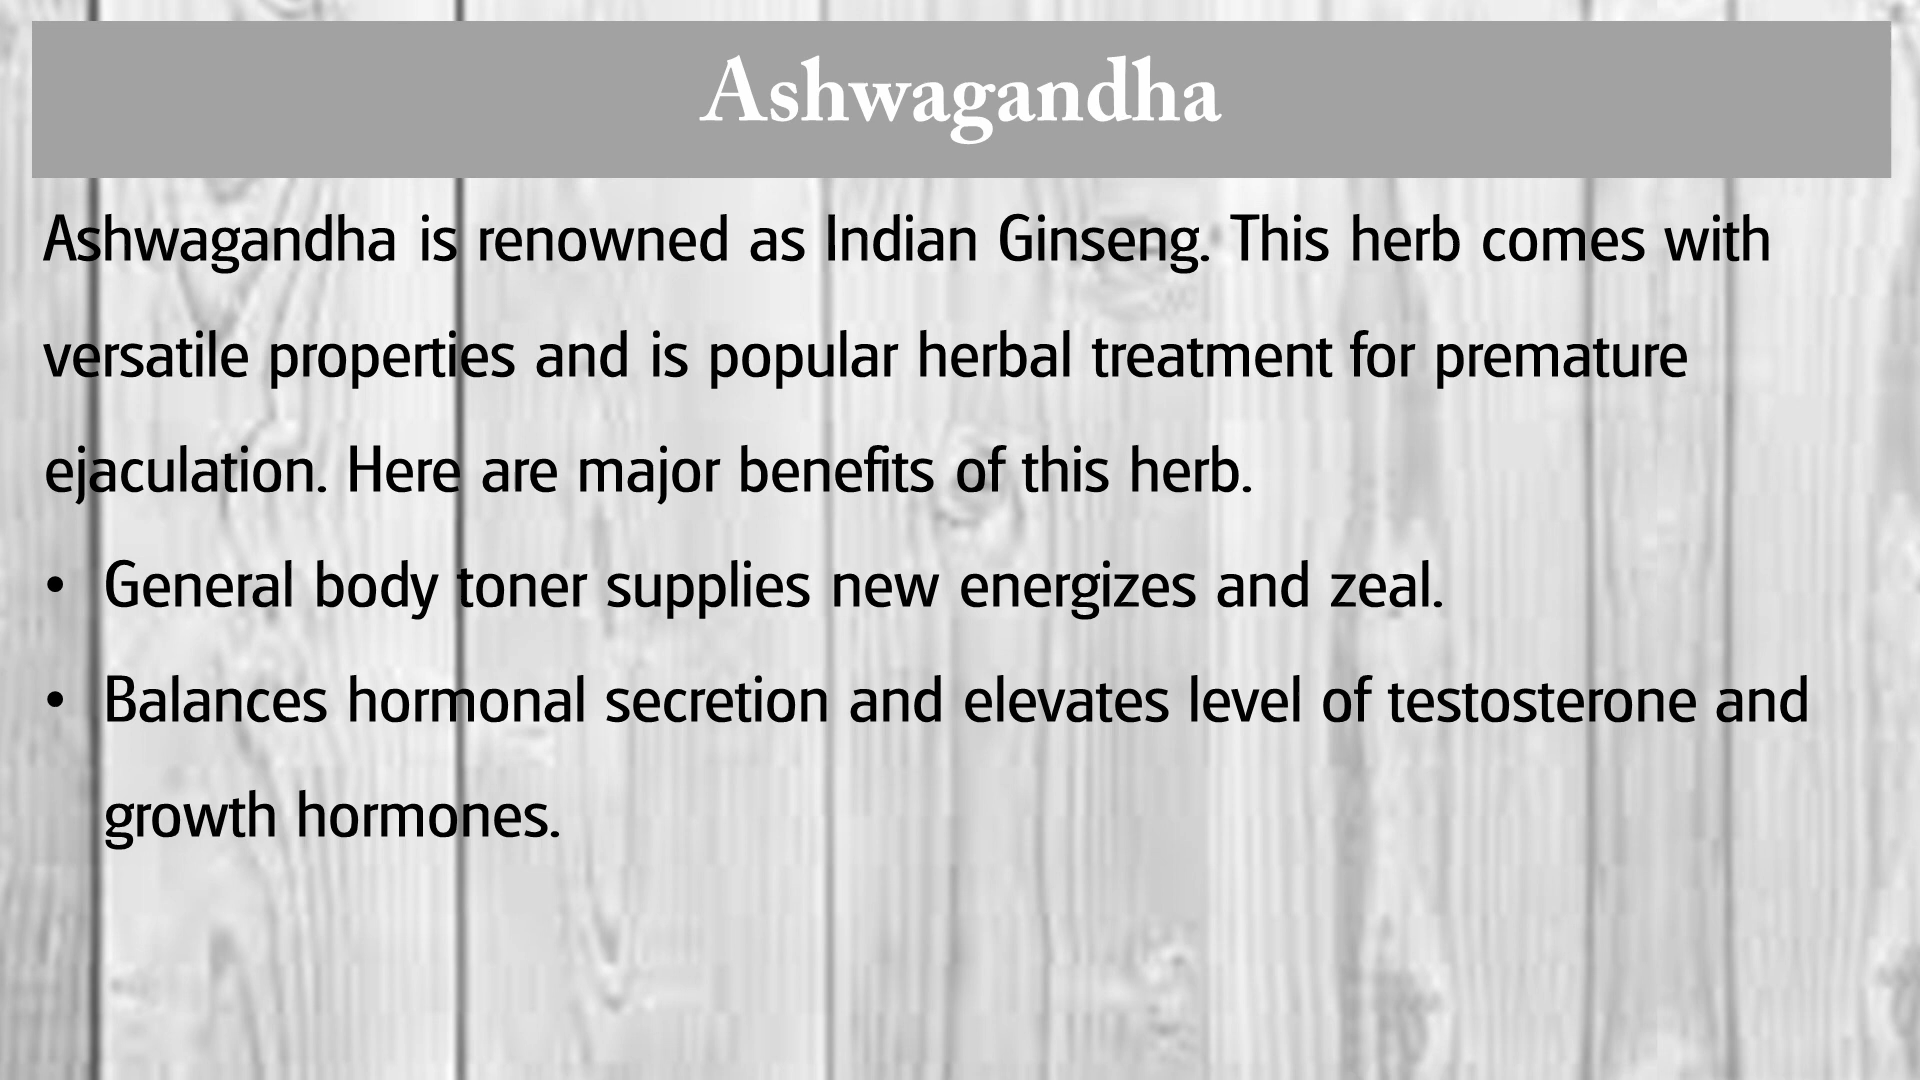 Ashwagandha
Ashwagandha is renowned as Indian Ginseng. This herb comes with
versatile properties and is popular herbal treatment for premature
ejaculation. Here are major benefits of this herb.
• General body toner supplies new energizes and zeal.
• Balances hormonal secretion and elevates level of testosterone and
growth hormones.